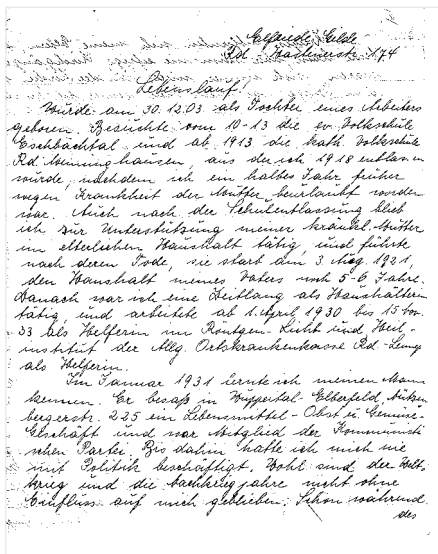 Elfriede Gilde
Rd - Hasteinerstr. 174
Lebenslauf!
Wurde am 30.12.03 als Tochter eines Arbeiters
geboren. Besuchte vom 10-13 die ev. Volkschule
Eschbachtal und ab 1913 die kath. Volkschule
Rd. Menninghausen, aus der ich 1918 entlassen
wurde, nachdem ich ein halbes Jahr früher
wegen Krankheit der Mutter beurlaubt worden
war. Auch nach der Schulentlassung blieb
ich zur Unterstützung meiner kranken Mutter
im elterlichen Haushalt tätig, und führte
nach deren Tode, sie starb am 3. Aug. 1921,
den Haushalt meines Vaters noch 5-6 Jahre.
Danach war ich eine Zeitlang als Haushälterin
tätig und arbeitete ab 1. April 1930 bis 15 Nov.
33 als Helferin im Röntgen-Licht und Heil-
institut der Allg. Ortskrankenkasse Rd-Lennep
als Helferin.
Im Januar 1931 lernte ich meinen Mann
kennen. Er besaß in Wuppertal-Elberfeld, Nützen
bergerstr. 225 ein Lebensmittel-Obst u. Gemüse-
Geschäft und war Mitglied der Kommunisti
schen Partei. Bis dahin hatte ich mich nie
mit Politik beschäftigt. Wohl sind der Welt-
krieg und die Nachkriegjahre nicht ohne
Einfluss auf mich geblieben. Schon während
des